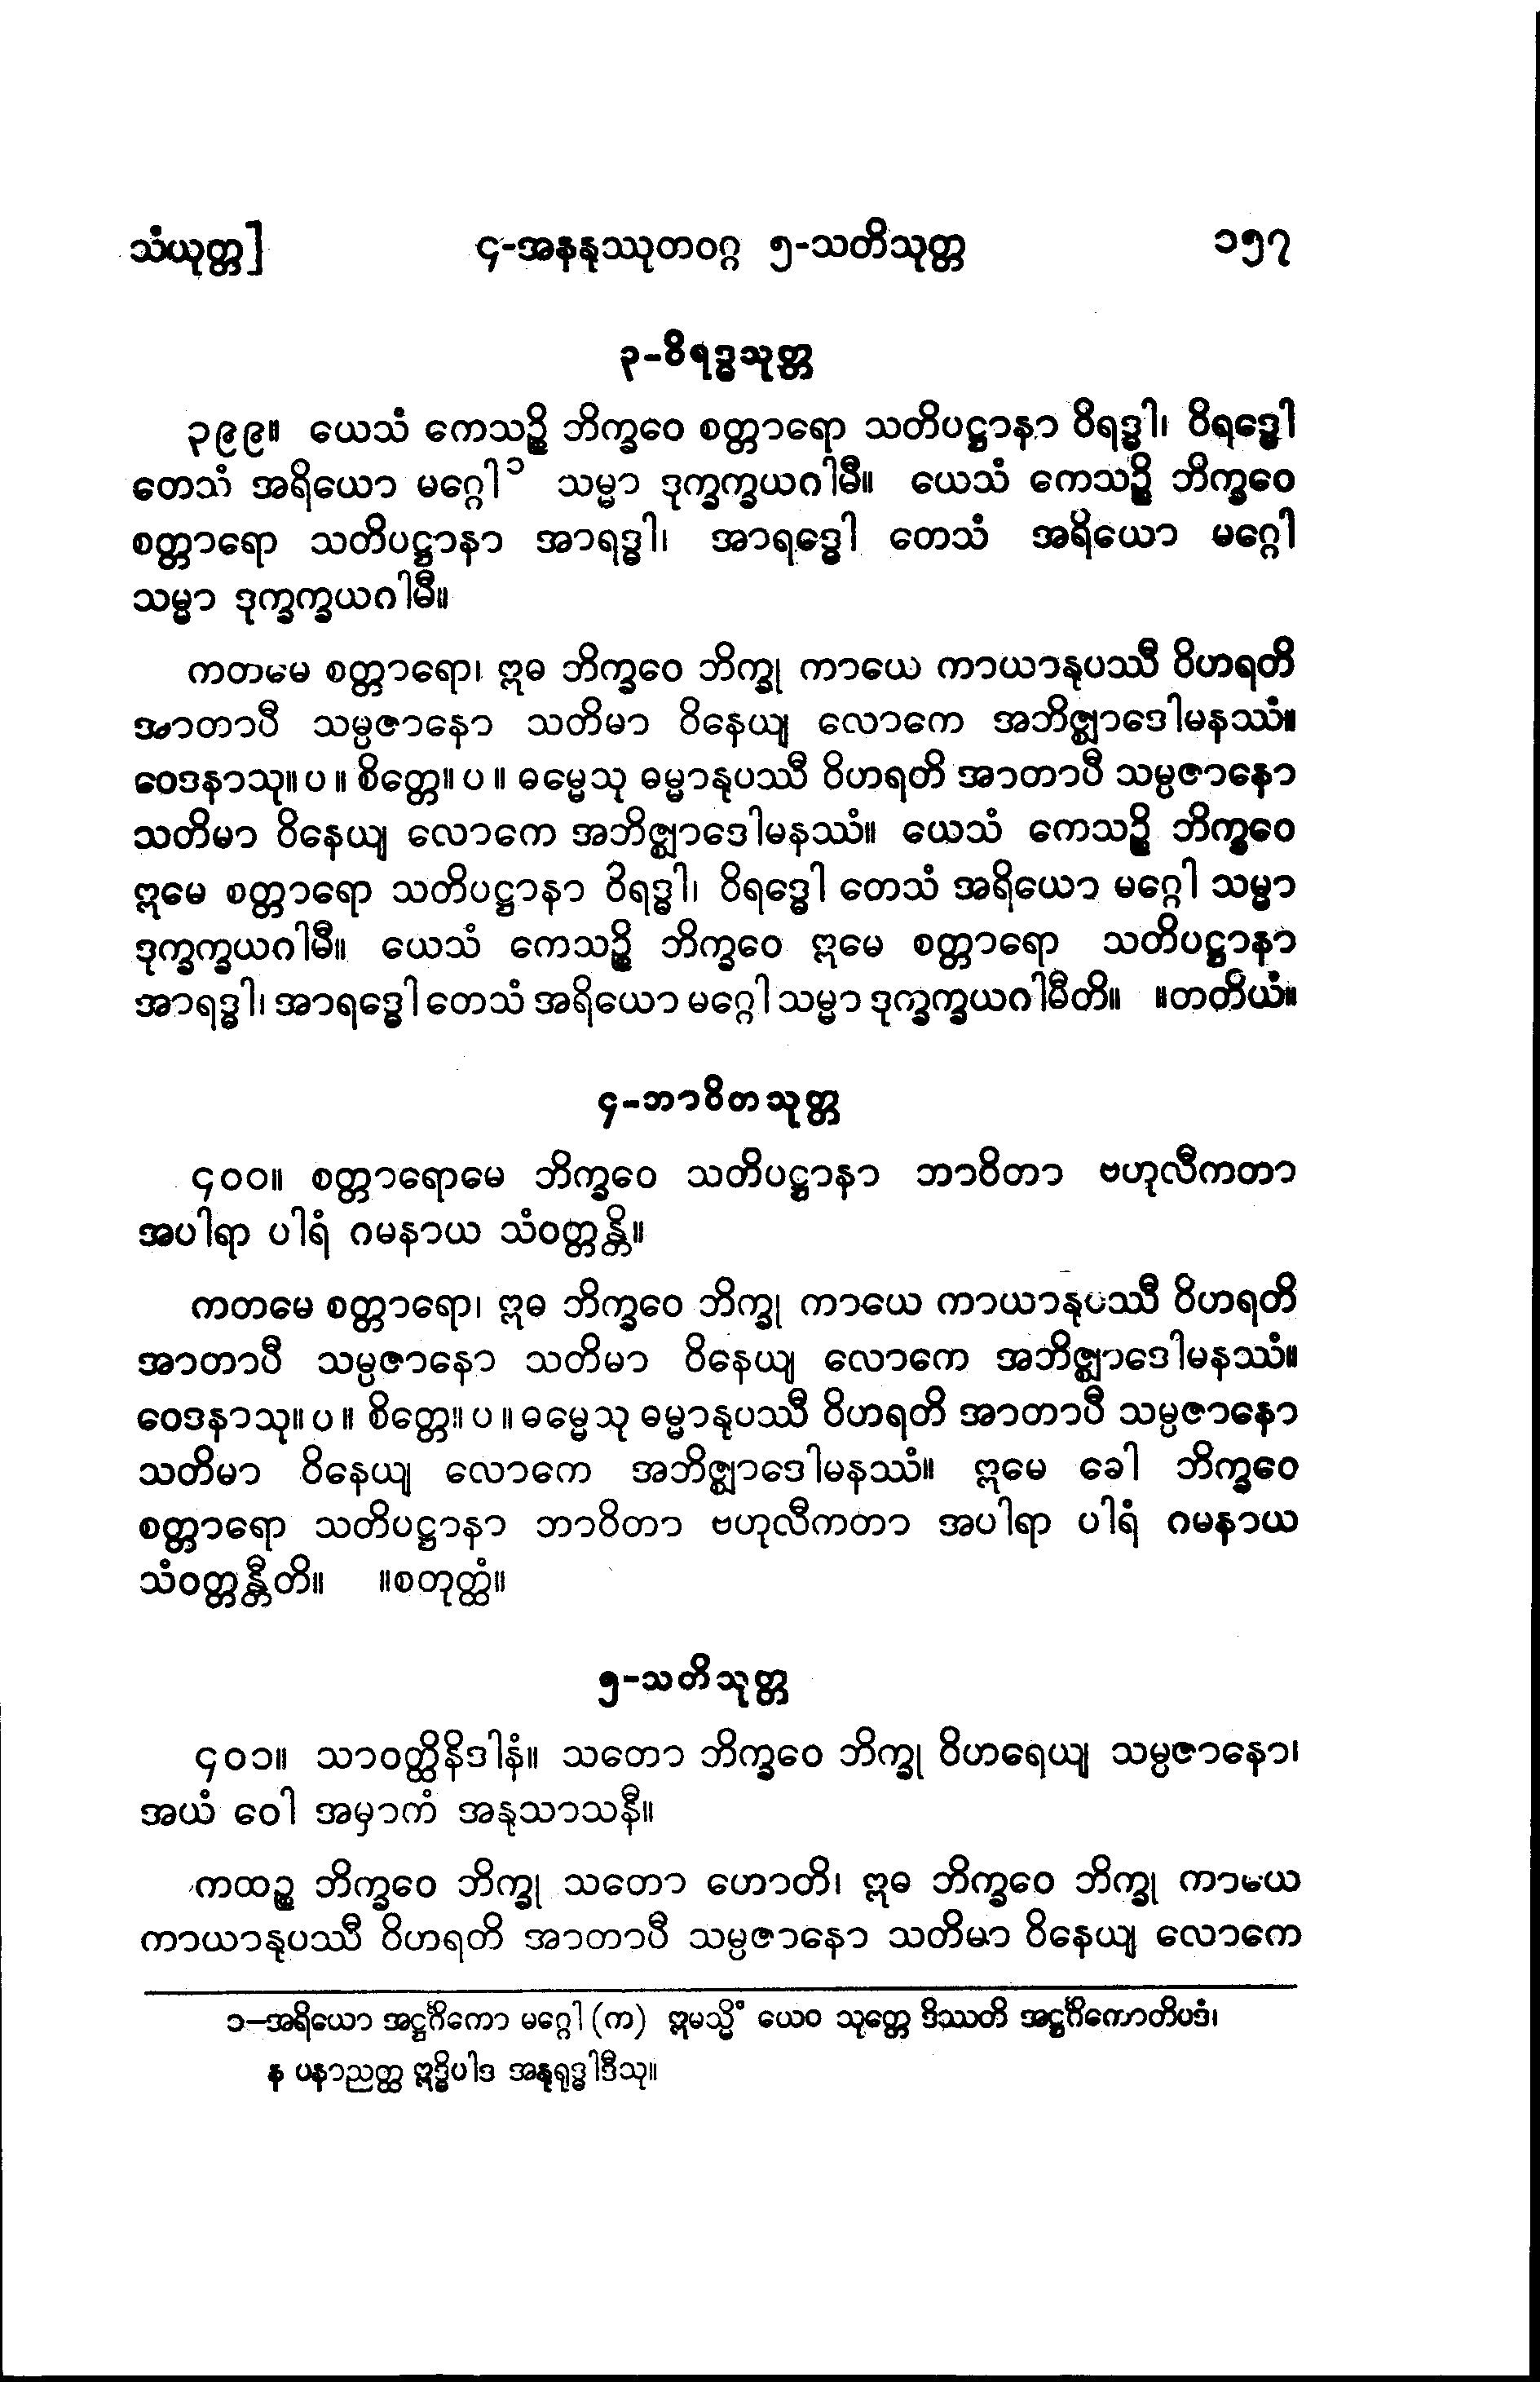 သံယုတ္တ] ၄-အနနုဿုတဝဂ္ဂ ၅-သတိသုတ္တ ၁၅၇
၃-ဝိရဒ္ဓသုတ္တ
၃၉၉။ ယေသံ ကေသဉ္စိ ဘိက္ခဝေ စတ္တာရော သတိပဋ္ဌာနာ ဝိရဒ္ဓါ၊ ဝိရဒ္ဓေါ
တေသံ အရိယော မဂ္ဂေါ ၁ သမ္မာ ဒုက္ခက္ခယဂါမီ။ ယေသံ ကေသဉ္စိ ဘိက္ခဝေ
စတ္တာရော သတိပဋ္ဌာနာ အာရဒ္ဓါ၊ အာရဒ္ဓေါ တေသံ အရိယော မဂ္ဂေါ
သမ္မာ ဒုက္ခက္ခယဂါမီ။
ကတမေ စတ္တာရော၊ ဣဓ ဘိက္ခဝေ ဘိက္ခု ကာယေ ကာယာနုပဿီ ဝိဟရတိ
အာတာပီ သမ္ပဇာနော သတိမာ ဝိနေယျ လောကေ အဘိဇ္ဈာဒေါမနဿံ။
ဝေဒနာသု။ ပ ။ စိတ္တေ။ ပ ။ ဓမ္မေသု ဓမ္မာနုပဿီ ဝိဟရတိ အာတာပီ သမ္ပဇာနော
သတိမာ ဝိနေယျ လောကေ အဘိဇ္ဈာဒေါမနဿံ။ ယေသံ ကေသဉ္စိ ဘိက္ခဝေ
ဣမေ စတ္တာရော သတိပဋ္ဌာနာ ဝိရဒ္ဓါ၊ ဝိရဒ္ဓေါ တေသံ အရိယော မဂ္ဂေါ သမ္မာ
ဒုက္ခက္ခယဂါမီ။ ယေသံ ကေသဉ္စိ ဘိက္ခဝေ ဣမေ စတ္တာရော သတိပဋ္ဌာနာ
အာရဒ္ဓါ၊ အာရဒ္ဓေါ တေသံ အရိယော မဂ္ဂေါ သမ္မာ ဒုက္ခက္ခယဂါမီတိ။ ။တတိယံ။
၄-ဘာဝိတသုတ္တ
၄၀၀။ စတ္တာရောမေ ဘိက္ခဝေ သတိပဋ္ဌာနာ ဘာဝိတာ ဗဟုလီကတာ
အပါရာ ပါရံ ဂမနာယ သံဝတ္တန္တိ။
ကတမေ စတ္တာရော၊ ဣဓ ဘိက္ခဝေ ဘိက္ခု ကာယေ ကာယာနုပဿီ ဝိဟရတိ
အာတာပီ သမ္ပဇာနော သတိမာ ဝိနေယျ လောကေ အဘိဇ္ဈာဒေါမနဿံ။
ဝေဒနာသု။ ပ ။ စိတ္တေ။ ပ ။ ဓမ္မေသု ဓမ္မာနုပဿီ ဝိဟရတိ အာတာပီ သမ္ပဇာနော
သတိမာ ဝိနေယျ လောကေ အဘိဇ္ဈာဒေါမနဿံ။ ဣမေ ခေါ ဘိက္ခဝေ
စတ္တာရော သတိပဋ္ဌာနာ ဘာဝိတာ ဗဟုလီကတာ အပါရာ ပါရံ ဂမနာယ
သံဝတ္တန္တီတိ။ ။စတုတ္ထံ။
၅-သတိသုတ္တ
၄၀၁။ သာဝတ္ထိနိဒါနံ။ သတော ဘိက္ခဝေ ဘိက္ခု ဝိဟရေယျ သမ္ပဇာနော၊
အယံ ဝေါ အမှာကံ အနုသာသနီ။
ကထဉ္စ ဘိက္ခဝေ ဘိက္ခု သတော ဟောတိ၊ ဣဓ ဘိက္ခဝေ ဘိက္ခု ကာယေ
ကာယာနုပဿီ ဝိဟရတိ အာတာပီ သမ္ပဇာနော သတိမာ ဝိနေယျ လောကေ
၁-အရိယော အဋ္ဌင်္ဂိကော မဂ္ဂေါ (က) ဣမသ္မိံ ယေဝ သုတ္တေ ဒိဿတိ အဋ္ဌင်္ဂိကောတိပဒံ၊
န ပနာညတ္ထ ဣဒ္ဓိပါဒ အနုရုဒ္ဓါဒီသု။